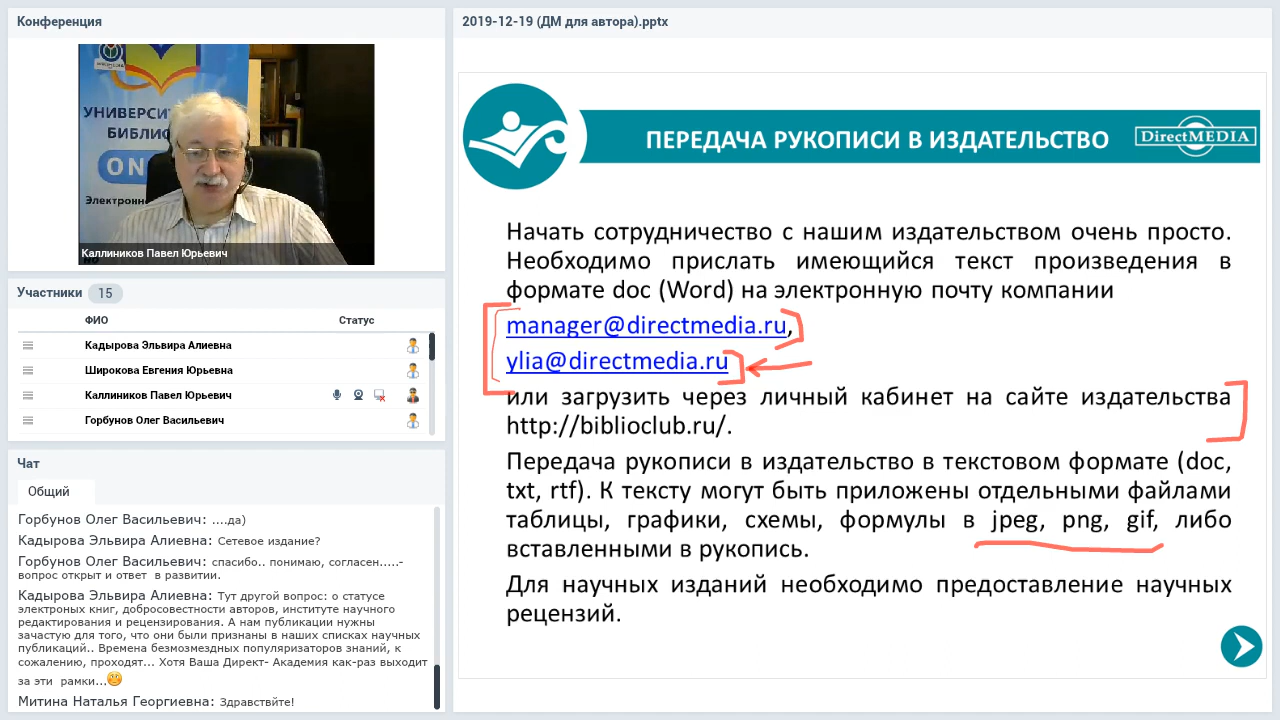 Конференция
УНИВЕРСИТ
БИБЛИО
ON
Электронно
Каллиников Павел Юрьевич
Участники 15
ФИО Статус
Кадырова Эльвира Алиевна
Широкова Евгения Юрьевна
Каллиников Павел Юрьевич
Горбунов Олег Васильевич
Чат
Общий
Горбунов Олег Васильевич: ....да)
Кадырова Эльвира Алиевна: Сетевое издание?
Горбунов Олег Васильевич: спасибо.. понимаю, согласен.....-
вопрос открыт и ответ в развитии.
Кадырова Эльвира Алиевна: Тут другой вопрос: о статусе
электроных книг, добросовестности авторов, институте научного
редактирования и рецензирования. А нам публикации нужны
зачастую для того, что они были признаны в наших списках научных
публикаций.. Времена безмозмездных популяризаторов знаний, к
сожалению, проходят... Хотя Ваша Директ- Академия как-раз выходит
за эти рамки...
Митина Наталья Георгиевна: Здравствйте!
2019-12-19 (ДМ для автора).pptx
ПЕРЕДАЧА РУКОПИСИ В ИЗДАТЕЛЬСТВО
DirectMEDIA
Начать сотрудничество с нашим издательством очень просто.
Необходимо прислать имеющийся текст произведения в
формате doc (Word) на электронную почту компании
manager@directmedia.ru,
ylia@directmedia.ru
или загрузить через личный кабинет на сайте издательства
http://biblioclub.ru/.
Передача рукописи в издательство в текстовом формате (doc,
txt, rtf). К тексту могут быть приложены отдельными файлами
таблицы, графики, схемы, формулы в jpeg, png, gif, либо
вставленными в рукопись.
Для научных изданий необходимо предоставление научных
рецензий.